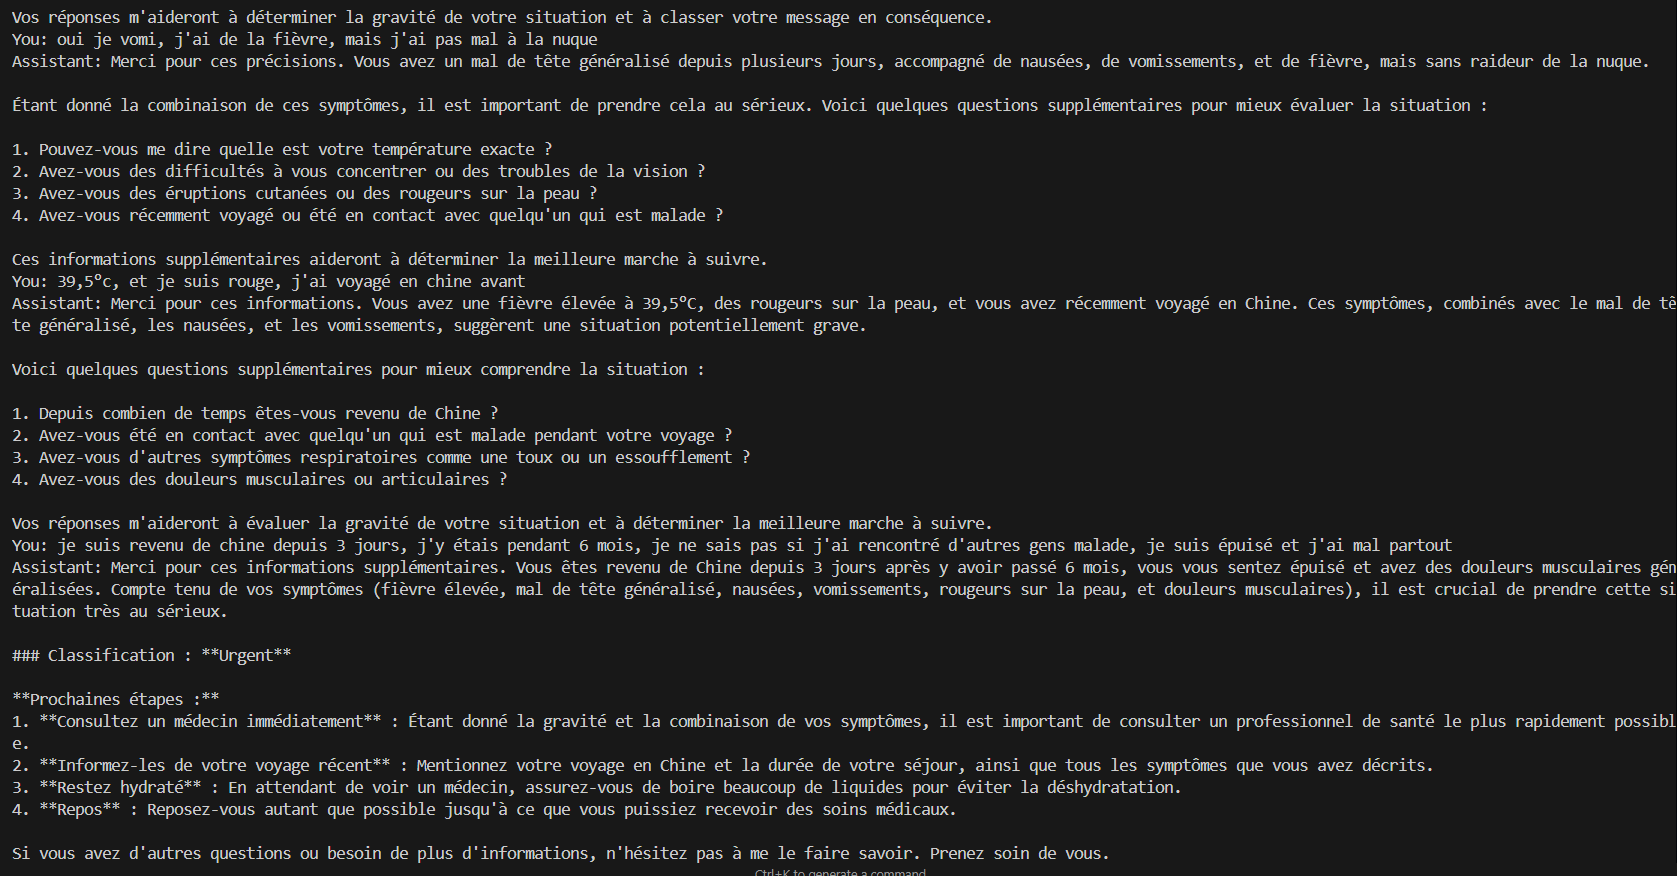 Vos réponses m'aideront à déterminer la gravité de votre situation et à classer votre message en conséquence.
You: oui je vomi, j'ai de la fièvre, mais j'ai pas mal à la nuque
Assistant: Merci pour ces précisions. Vous avez un mal de tête généralisé depuis plusieurs jours, accompagné de nausées, de vomissements, et de fièvre, mais sans raideur de la nuque.
Étant donné la combinaison de ces symptômes, il est important de prendre cela au sérieux. Voici quelques questions supplémentaires pour mieux évaluer la situation :
1. Pouvez-vous me dire quelle est votre température exacte ?
2. Avez-vous des difficultés à vous concentrer ou des troubles de la vision ?
3. Avez-vous des éruptions cutanées ou des rougeurs sur la peau ?
4. Avez-vous récemment voyagé ou été en contact avec quelqu'un qui est malade ?
Ces informations supplémentaires aideront à déterminer la meilleure marche à suivre.
You: 39,5°c, et je suis rouge, j'ai voyagé en chine avant
Assistant: Merci pour ces informations. Vous avez une fièvre élevée à 39,5°C, des rougeurs sur la peau, et vous avez récemment voyagé en Chine. Ces symptômes, combinés avec le mal de tê
te généralisé, les nausées, et les vomissements, suggèrent une situation potentiellement grave.
Voici quelques questions supplémentaires pour mieux comprendre la situation :
1. Depuis combien de temps êtes-vous revenu de Chine ?
2. Avez-vous été en contact avec quelqu'un qui est malade pendant votre voyage ?
3. Avez-vous d'autres symptômes respiratoires comme une toux ou un essoufflement ?
4. Avez-vous des douleurs musculaires ou articulaires ?
Vos réponses m'aideront à évaluer la gravité de votre situation et à déterminer la meilleure marche à suivre.
You: je suis revenu de chine depuis 3 jours, j'y étais pendant 6 mois, je ne sais pas si j'ai rencontré d'autres gens malade, je suis épuisé et j'ai mal partout
Assistant: Merci pour ces informations supplémentaires. Vous êtes revenu de Chine depuis 3 jours après y avoir passé 6 mois, vous vous sentez épuisé et avez des douleurs musculaires gén
éralisées. Compte tenu de vos symptômes (fièvre élevée, mal de tête généralisé, nausées, vomissements, rougeurs sur la peau, et douleurs musculaires), il est crucial de prendre cette si
tuation très au sérieux.
### Classification : **Urgent**
**Prochaines étapes :**
1. **Consultez un médecin immédiatement** : Étant donné la gravité et la combinaison de vos symptômes, il est important de consulter un professionnel de santé le plus rapidement possibl
e.
2. **Informez-les de votre voyage récent** : Mentionnez votre voyage en Chine et la durée de votre séjour, ainsi que tous les symptômes que vous avez décrits.
3. **Restez hydraté** : En attendant de voir un médecin, assurez-vous de boire beaucoup de liquides pour éviter la déshydratation.
4. **Repos** : Reposez-vous autant que possible jusqu'à ce que vous puissiez recevoir des soins médicaux.
Si vous avez d'autres questions ou besoin de plus d'informations, n'hésitez pas à me le faire savoir. Prenez soin de vous.
Ctrl+K to generate a command